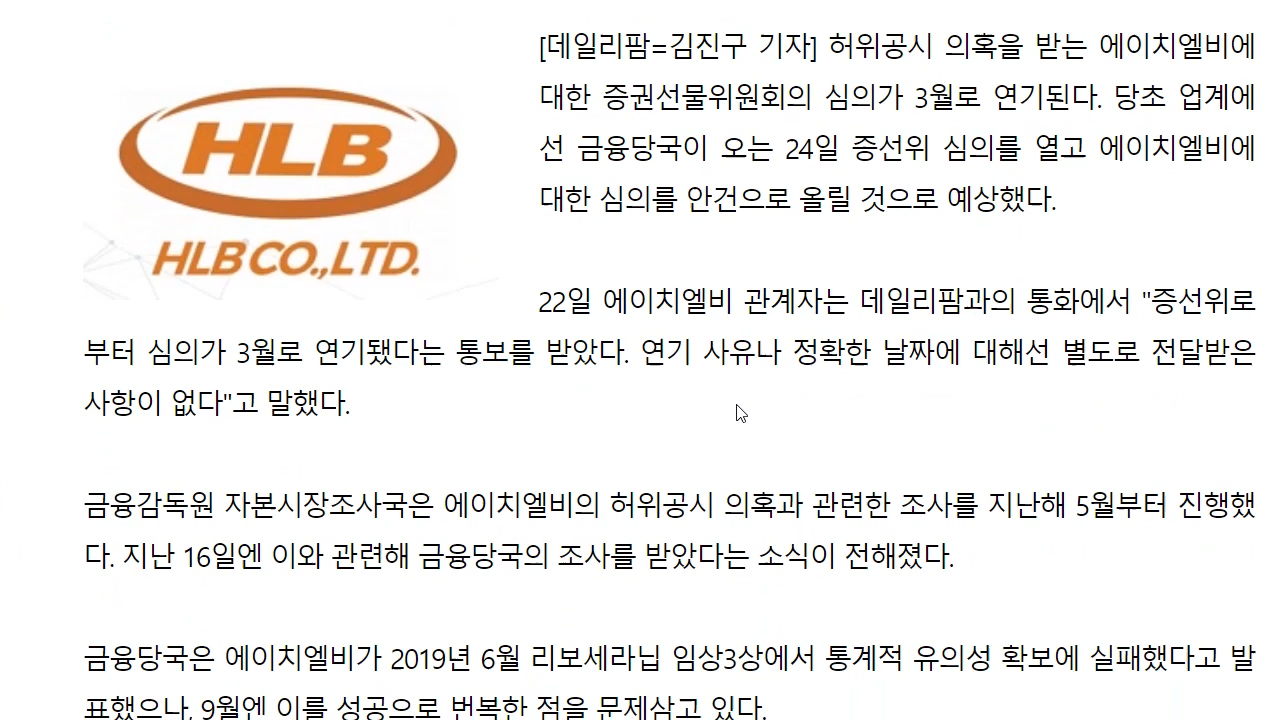 [데일리팜=김진구 기자] 허위공시 의혹을 받는 에이치엘비에
대한 증권선물위원회의 심의가 3월로 연기된다. 당초 업계에
선 금융당국이 오는 24일 증선위 심의를 열고 에이치엘비에
대한 심의를 안건으로 올릴 것으로 예상했다.
HLB
HLB CO.,LTD.
22일 에이치엘비 관계자는 데일리팜과의 통화에서 "증선위로
부터 심의가 3월로 연기됐다는 통보를 받았다. 연기 사유나 정확한 날짜에 대해선 별도로 전달받은
사항이 없다"고 말했다.
금융감독원 자본시장조사국은 에이치엘비의 허위공시 의혹과 관련한 조사를 지난해 5월부터 진행했
다. 지난 16일엔 이와 관련해 금융당국의 조사를 받았다는 소식이 전해졌다.
금융당국은 에이치엘비가 2019년 6월 리보세라닙 임상3상에서 통계적 유의성 확보에 실패했다고 발
표했으나, 9월엔 이를 성공으로 번복한 점을 문제삼고 있다.